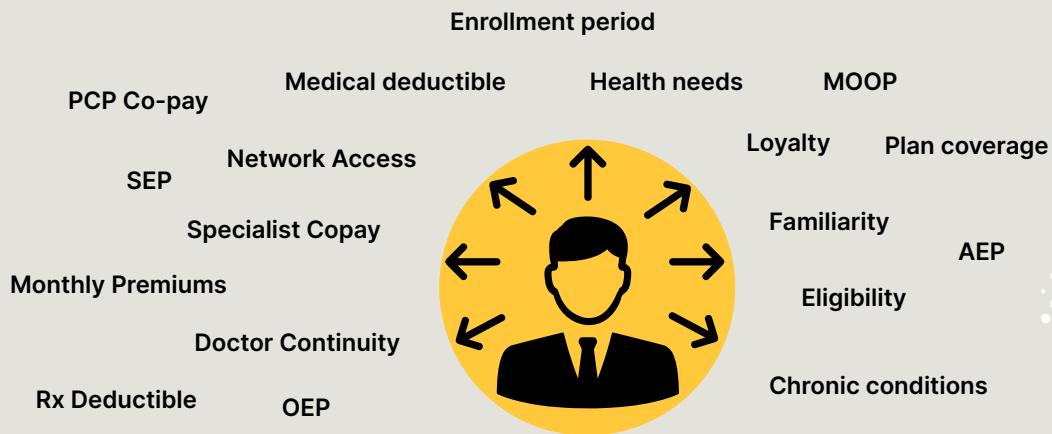 Enrollment period
Medical deductible
Health needs
MOOP
PCP Co-pay
Loyalty
Plan coverage
Network Access
SEP
Specialist Copay
Familiarity
AEP
Monthly Premiums
Eligibility
Doctor Continuity
Chronic conditions
Rx Deductible
OEP